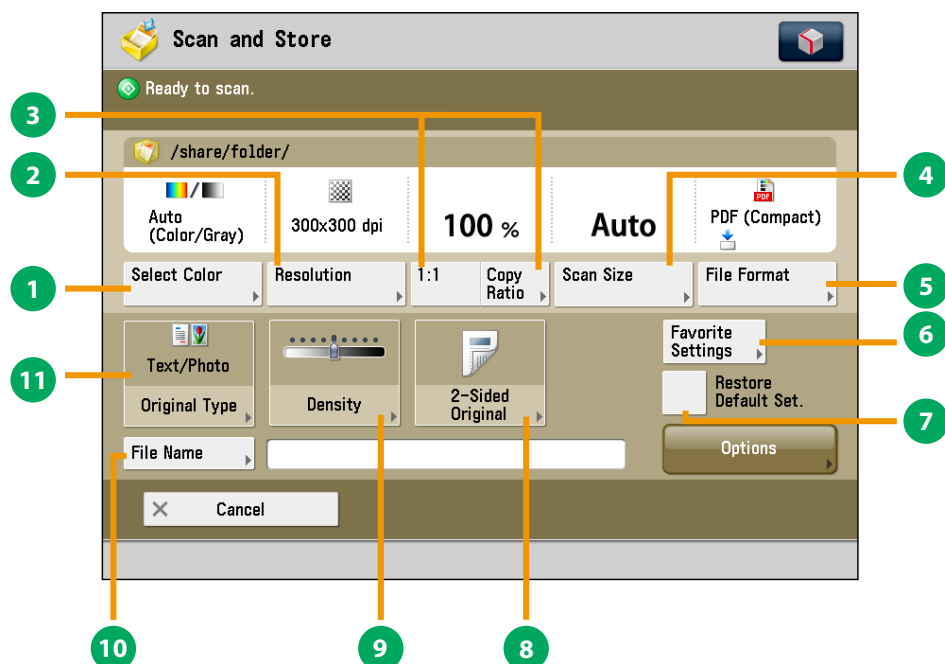 Scan and Store
Ready to scan.
3
/share/folder/
2
4
Auto
(Color/Gray)
300x300 dpi
100 %
Auto
PDF
PDF (Compact)
1
Select Color
Resolution
1:1
Copy
Ratio
Scan Size
File Format
5
Favorite
Settings
6
11
Text/Photo
Original Type
Density
2-Sided
Original
Restore
Default Set.
7
File Name
Options
Cancel
10
9
8